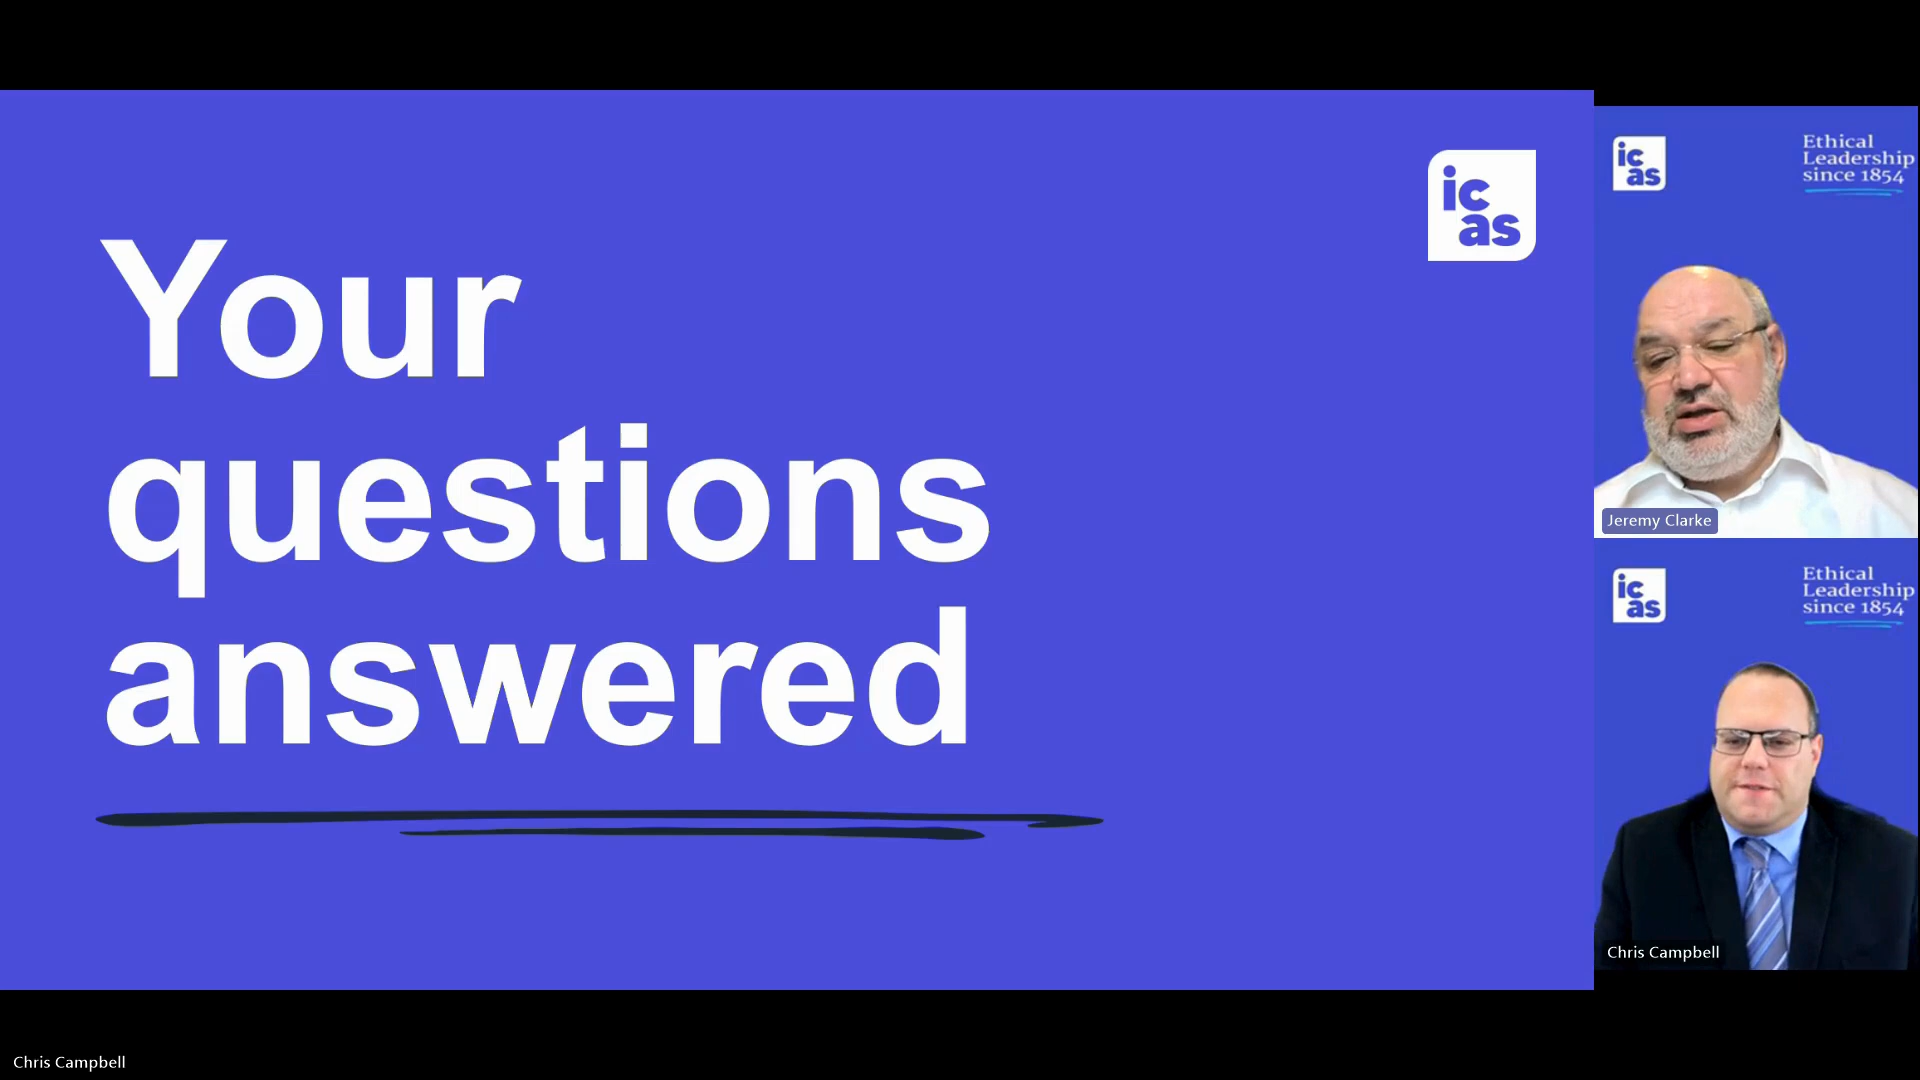 Your
questions
answered
ic
as
ic
as
Ethical
Leadership
since 1854
Jeremy Clarke
ic
as
Ethical
Leadership
since 1854
Chris Campbell
Chris Campbell